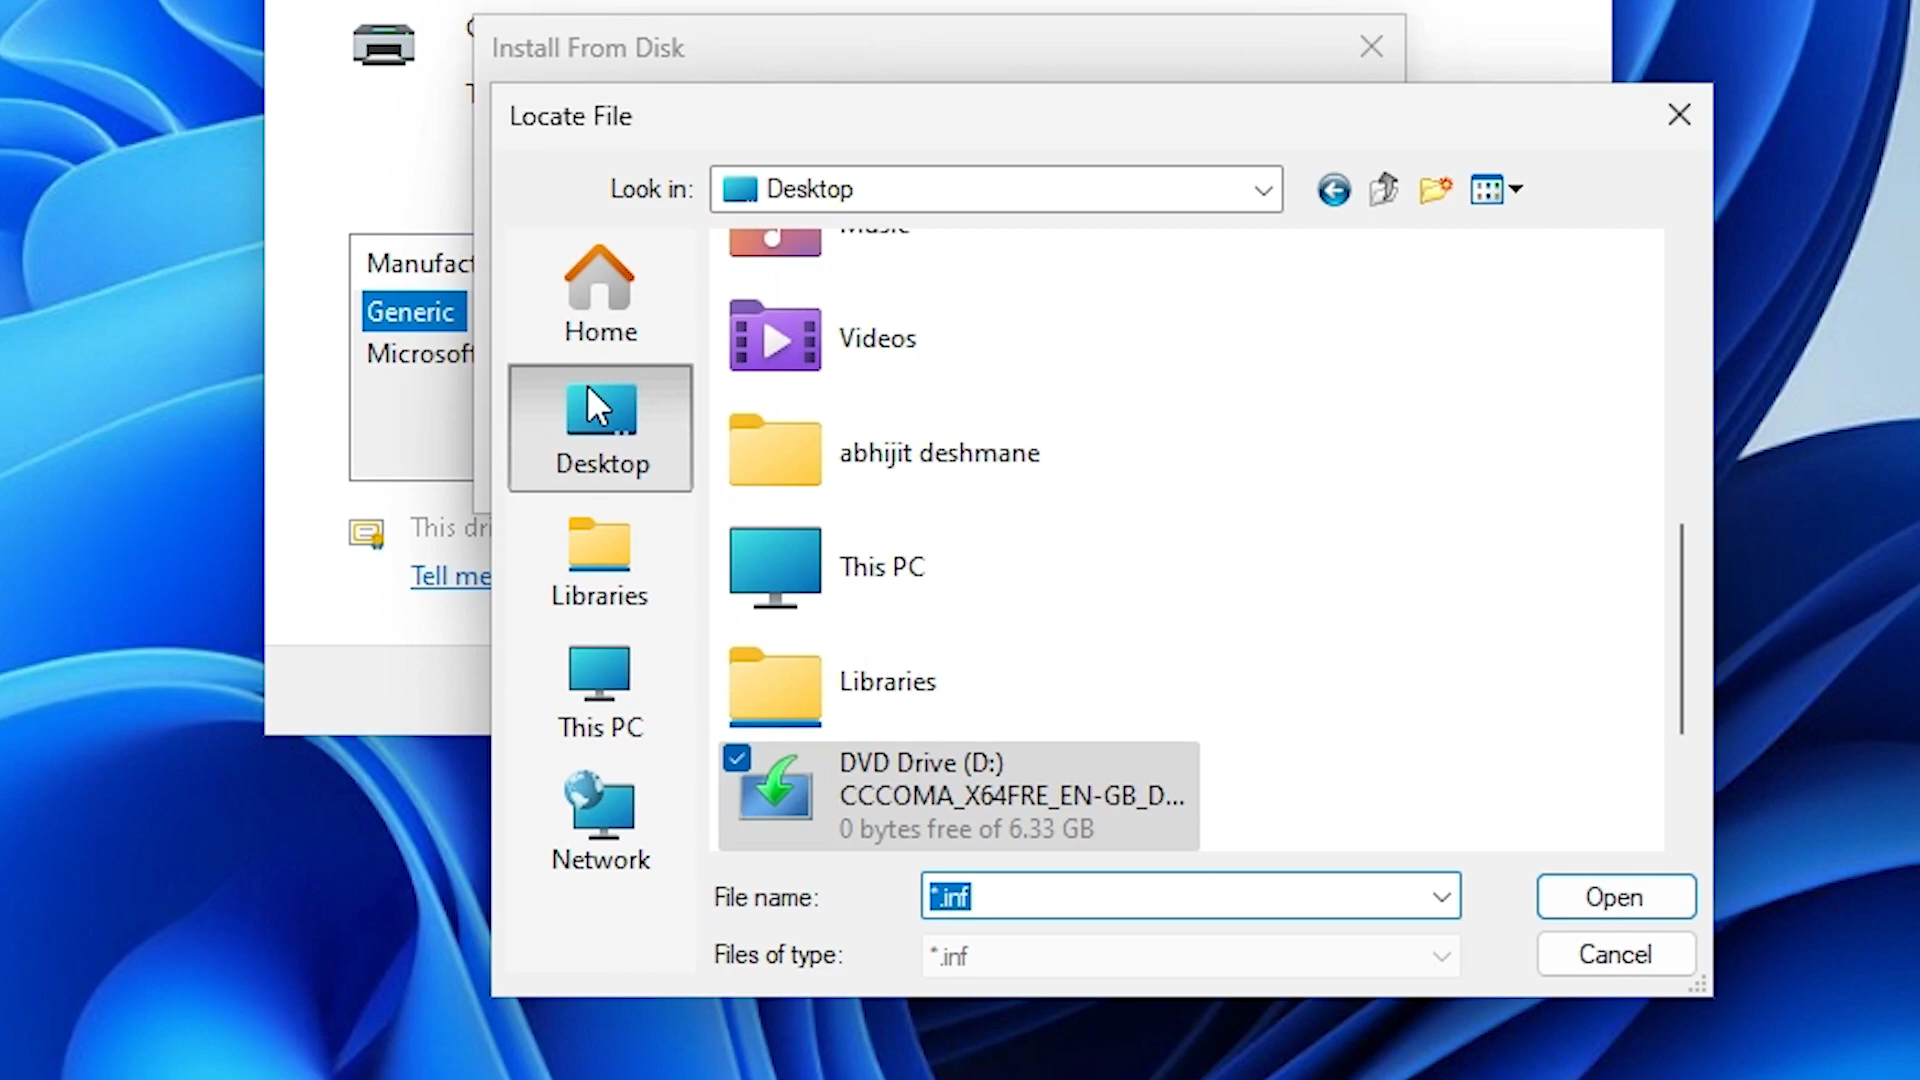 Install From Disk
Locate File
Look in:
Desktop
Manufact
Generic
Microsoft
This dri
Tell me
Home
Desktop
Libraries
This PC
Network
Music
Videos
abhijit deshmane
This PC
Libraries
DVD Drive (D:)
CCCOMA_X64FRE_EN-GB_D...
0 bytes free of 6.33 GB
File name:
*.inf
Open
Files of type:
*.inf
Cancel